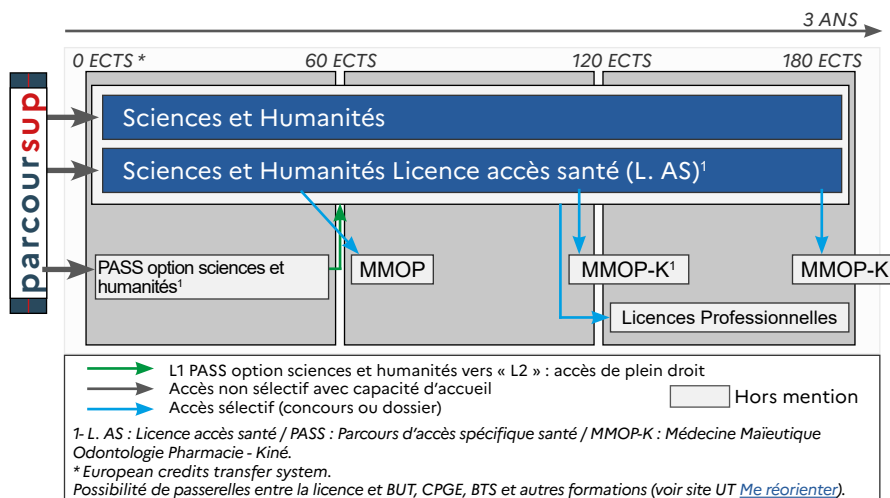 3 ANS
0 ECTS *
60 ECTS
120 ECTS
180 ECTS
parcoursup
Sciences et Humanités
Sciences et Humanités Licence accès santé (L. AS)¹
PASS option sciences et
humanités¹
MMOP
MMOP-K¹
MMOP-K
Licences Professionnelles
L1 PASS option sciences et humanités vers « L2 » : accès de plein droit
Accès non sélectif avec capacité d'accueil
Accès sélectif (concours ou dossier)
Hors mention
1- L. AS : Licence accès santé / PASS : Parcours d'accès spécifique santé / MMOP-K : Médecine Maïeutique
Odontologie Pharmacie - Kiné.
* European credits transfer system.
Possibilité de passerelles entre la licence et BUT, CPGE, BTS et autres formations (voir site UT Me réorienter).